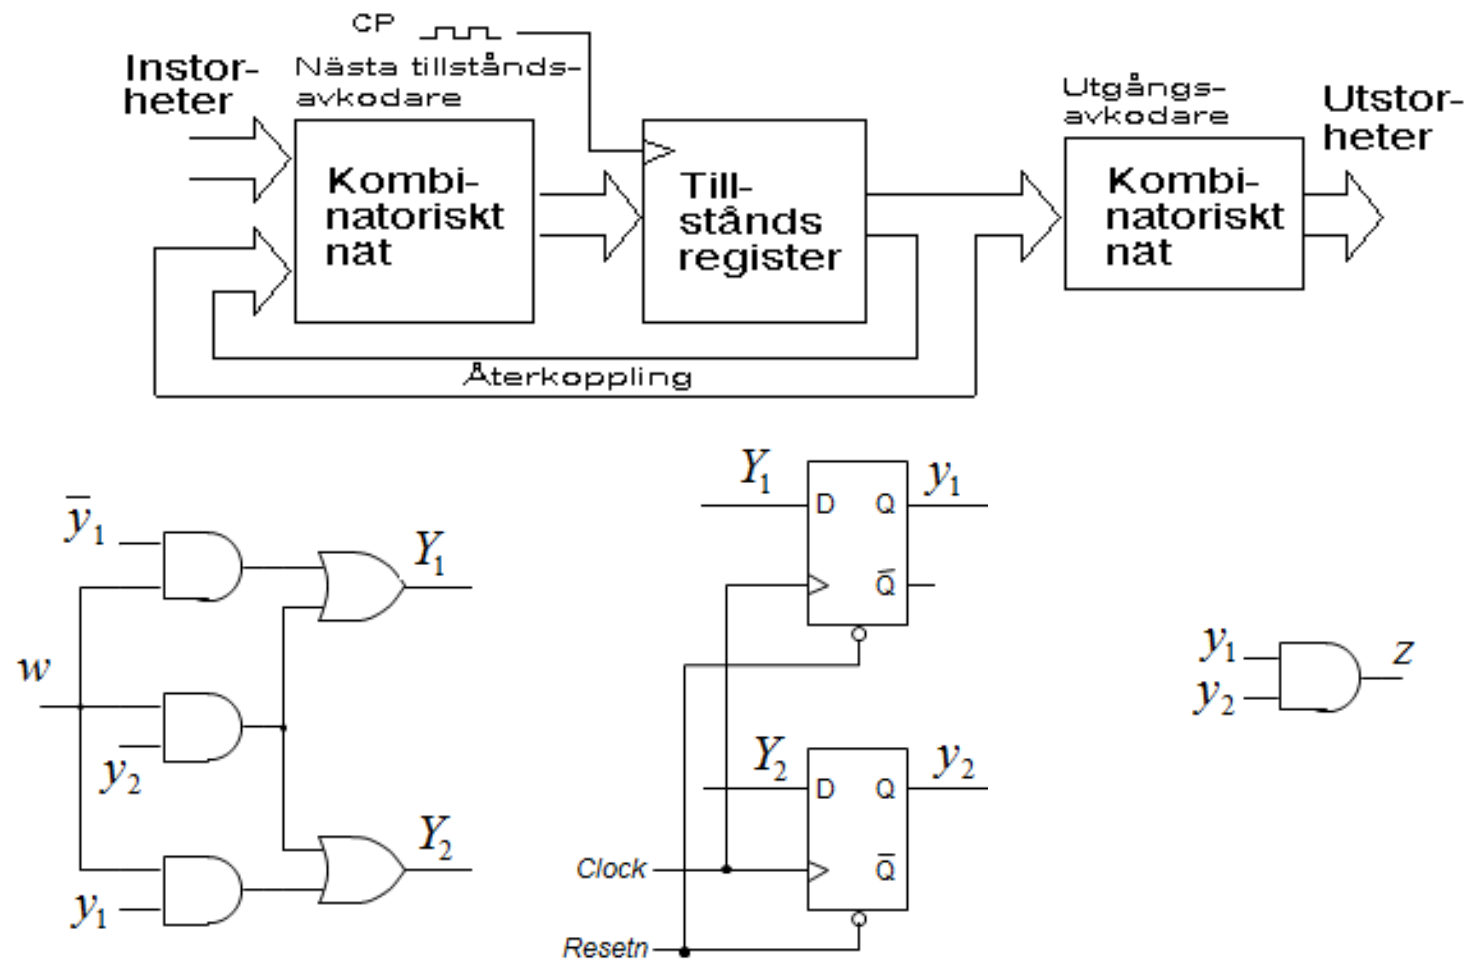 CP
Nästa tillstånds-
avkodare
Instor-
heter
Kombi-
natoriskt
nät
Till-
stånds
register
Utgångs-
avkodare
Kombi-
natoriskt
nät
Utstor-
heter
Återkoppling
y̅₁
w
y₂
y₁
Y₁
Y₂
Y₁
D Q
y₁
Q̅
Y₂
D Q
y₂
Q̅
Clock
Resetn
y₁
y₂
z